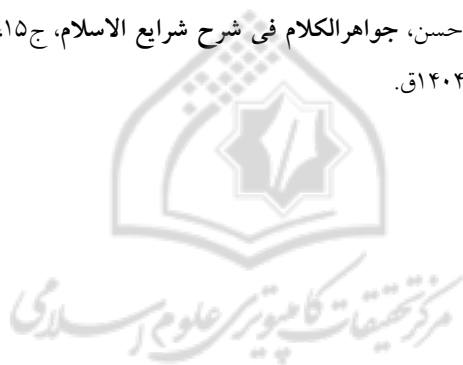 حسن، جواهرالکلام فی شرح شرایع الاسلام، ج۱۵،
۱۴۰۴ق.
مرکز تحقیقات کامپیوتری علوم اسلامی